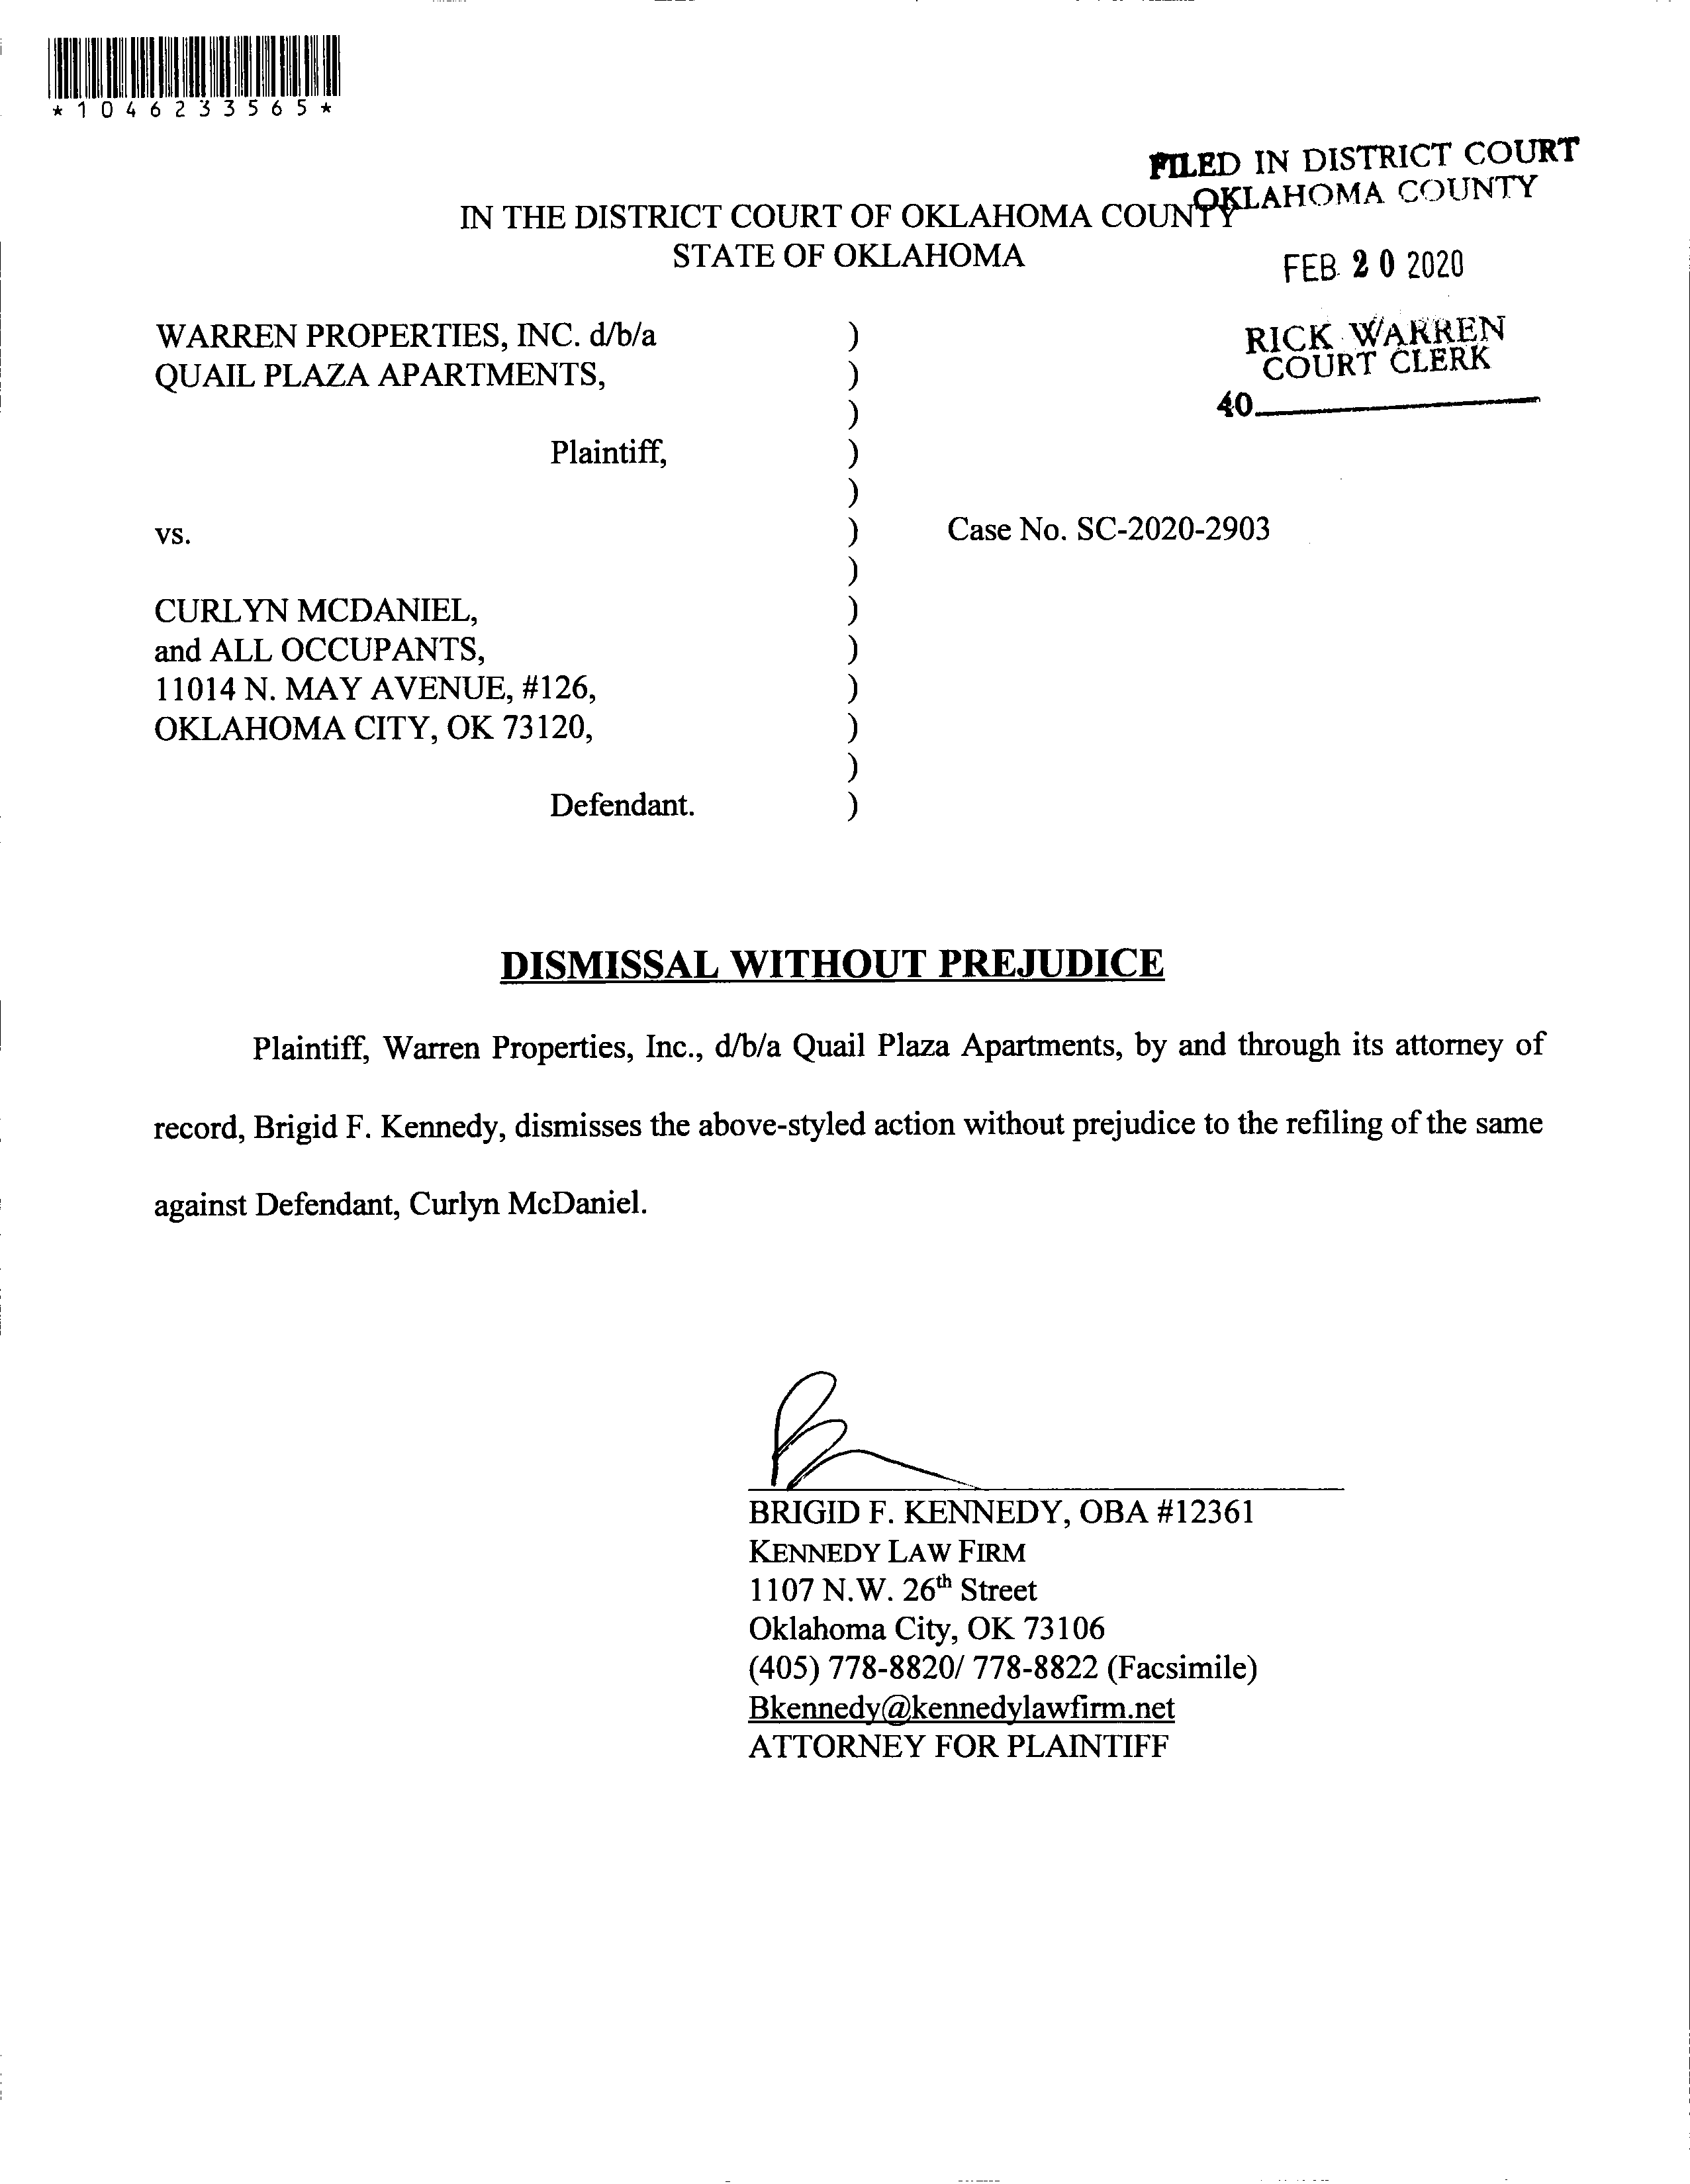 *1046233565*
FILED IN DISTRICT COURT
OKLAHOMA COUNTY
IN THE DISTRICT COURT OF OKLAHOMA COUNTY
STATE OF OKLAHOMA
FEB 20 2020
RICK WARREN
COURT CLERK
40
WARREN PROPERTIES, INC. d/b/a )
QUAIL PLAZA APARTMENTS, )
)
Plaintiff, )
)
vs. ) Case No. SC-2020-2903
)
CURLYN MCDANIEL, )
and ALL OCCUPANTS, )
11014 N. MAY AVENUE, #126, )
OKLAHOMA CITY, OK 73120, )
)
Defendant. )
DISMISSAL WITHOUT PREJUDICE
Plaintiff, Warren Properties, Inc., d/b/a Quail Plaza Apartments, by and through its attorney of
record, Brigid F. Kennedy, dismisses the above-styled action without prejudice to the refiling of the same
against Defendant, Curlyn McDaniel.
BRIGID F. KENNEDY, OBA #12361
KENNEDY LAW FIRM
1107 N.W. 26th Street
Oklahoma City, OK 73106
(405) 778-8820/ 778-8822 (Facsimile)
Bkennedy@kennedylawfirm.net
ATTORNEY FOR PLAINTIFF